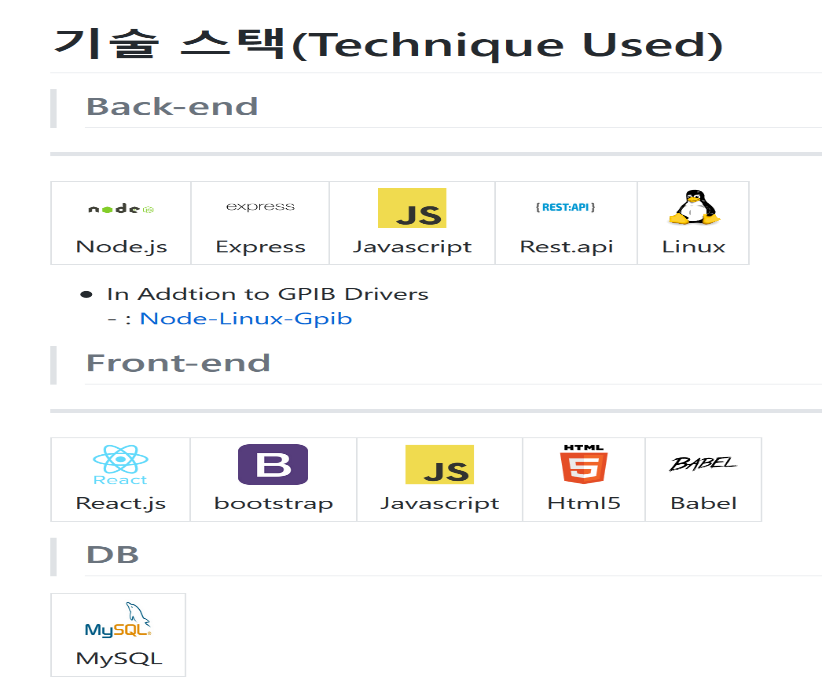 기술 스택(Technique Used)
Back-end
node JS express JS {REST:API}
Node.js Express Javascript Rest.api Linux
In Addtion to GPIB Drivers
- : Node-Linux-Gpib
Front-end
React B JS HTML 5 BABEL
React.js bootstrap Javascript Html5 Babel
DB
MySQL
MySQL